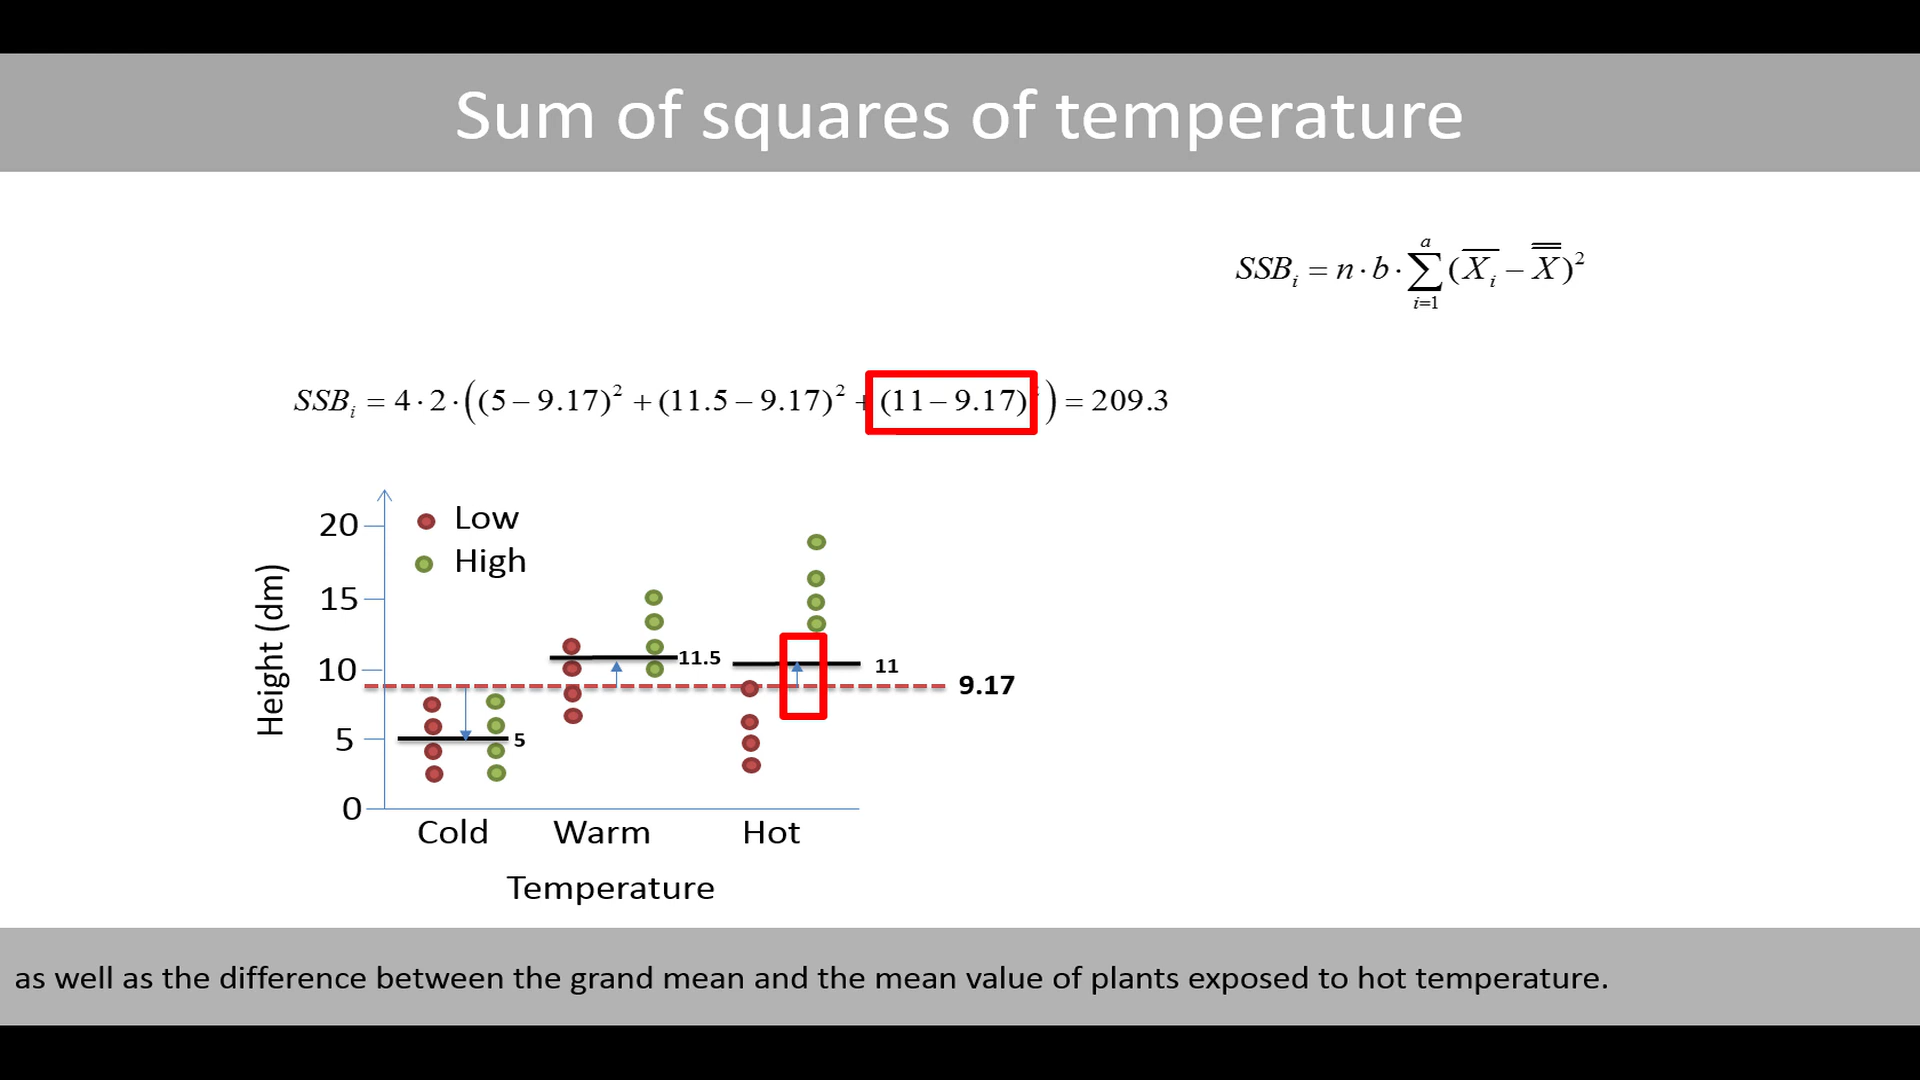 Sum of squares of temperature
SSB_i = n · b · ∑_{i=1}^{a} (X̅_i − X̿)²
SSB_i = 4 · 2 · ((5 − 9.17)² + (11.5 − 9.17)² + (11 − 9.17) ) = 209.3
Low
High
20
15
10
5
0
Height (dm)
5
11.5
11
9.17
Cold Warm Hot
Temperature
as well as the difference between the grand mean and the mean value of plants exposed to hot temperature.